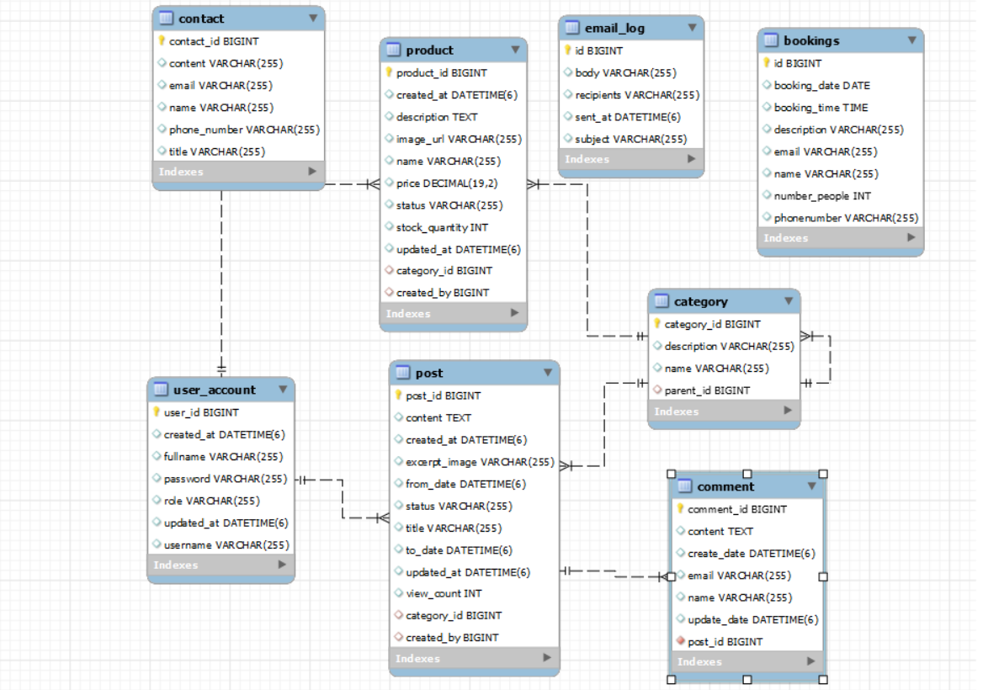 contact
contact_id BIGINT
content VARCHAR(255)
email VARCHAR(255)
name VARCHAR(255)
phone_number VARCHAR(255)
title VARCHAR(255)
Indexes
product
product_id BIGINT
created_at DATETIME(6)
description TEXT
image_url VARCHAR(255)
name VARCHAR(255)
price DECIMAL(19,2)
status VARCHAR(255)
stock_quantity INT
updated_at DATETIME(6)
category_id BIGINT
created_by BIGINT
Indexes
email_log
id BIGINT
body VARCHAR(255)
recipients VARCHAR(255)
sent_at DATETIME(6)
subject VARCHAR(255)
Indexes
bookings
id BIGINT
booking_date DATE
booking_time TIME
description VARCHAR(255)
email VARCHAR(255)
name VARCHAR(255)
number_people INT
phonenumber VARCHAR(255)
Indexes
category
category_id BIGINT
description VARCHAR(255)
name VARCHAR(255)
parent_id BIGINT
Indexes
user_account
user_id BIGINT
created_at DATETIME(6)
fullname VARCHAR(255)
password VARCHAR(255)
role VARCHAR(255)
updated_at DATETIME(6)
username VARCHAR(255)
Indexes
post
post_id BIGINT
content TEXT
created_at DATETIME(6)
excerpt_image VARCHAR(255)
from_date DATETIME(6)
status VARCHAR(255)
title VARCHAR(255)
to_date DATETIME(6)
updated_at DATETIME(6)
view_count INT
category_id BIGINT
created_by BIGINT
Indexes
comment
comment_id BIGINT
content TEXT
create_date DATETIME(6)
email VARCHAR(255)
name VARCHAR(255)
update_date DATETIME(6)
post_id BIGINT
Indexes